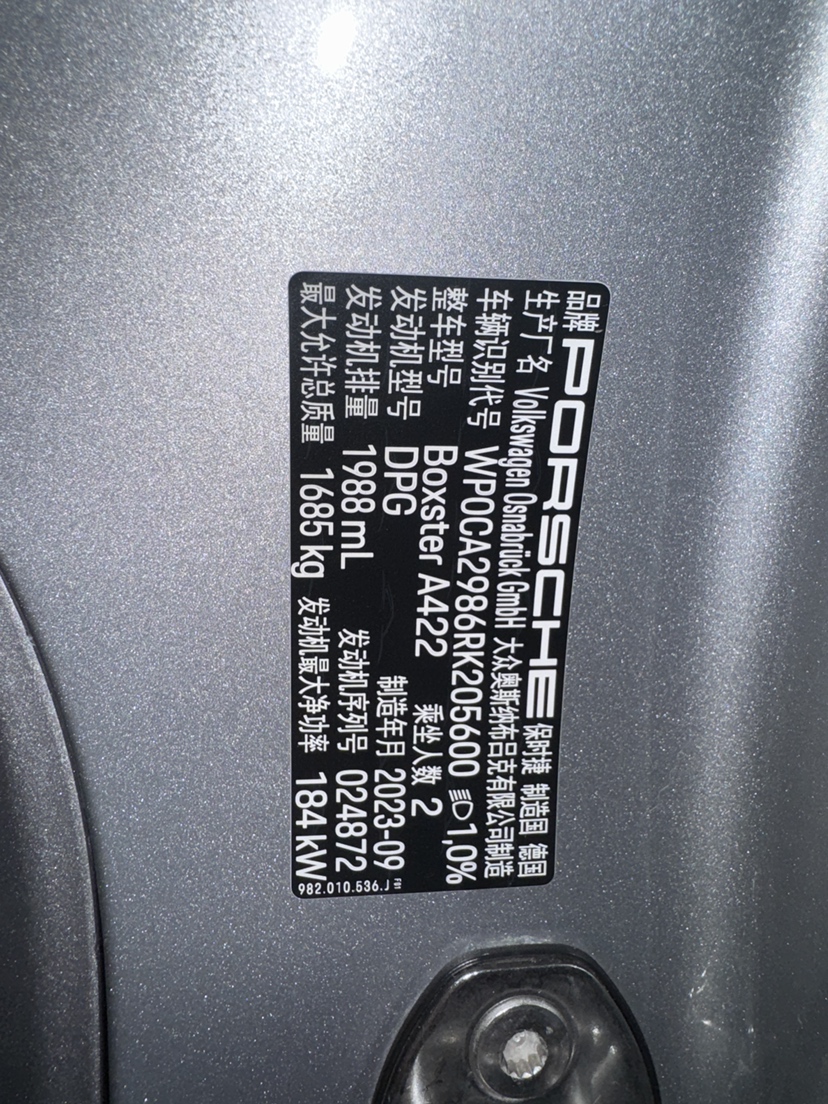 品牌 PORSCHE 保时捷 制造国 德国
生产厂名 Volkswagen Osnabrück GmbH 大众奥斯纳布吕克有限公司制造
车辆识别代号 WP0CA2986RK205600 1,0%
整车型号 Boxster A422 乘坐人数 2
发动机型号 DPG 制造年月 2023-09
发动机排量 1988 mL 发动机序列号 024872
最大允许总质量 1685 kg 发动机最大净功率 184 kW
982.010.536.J